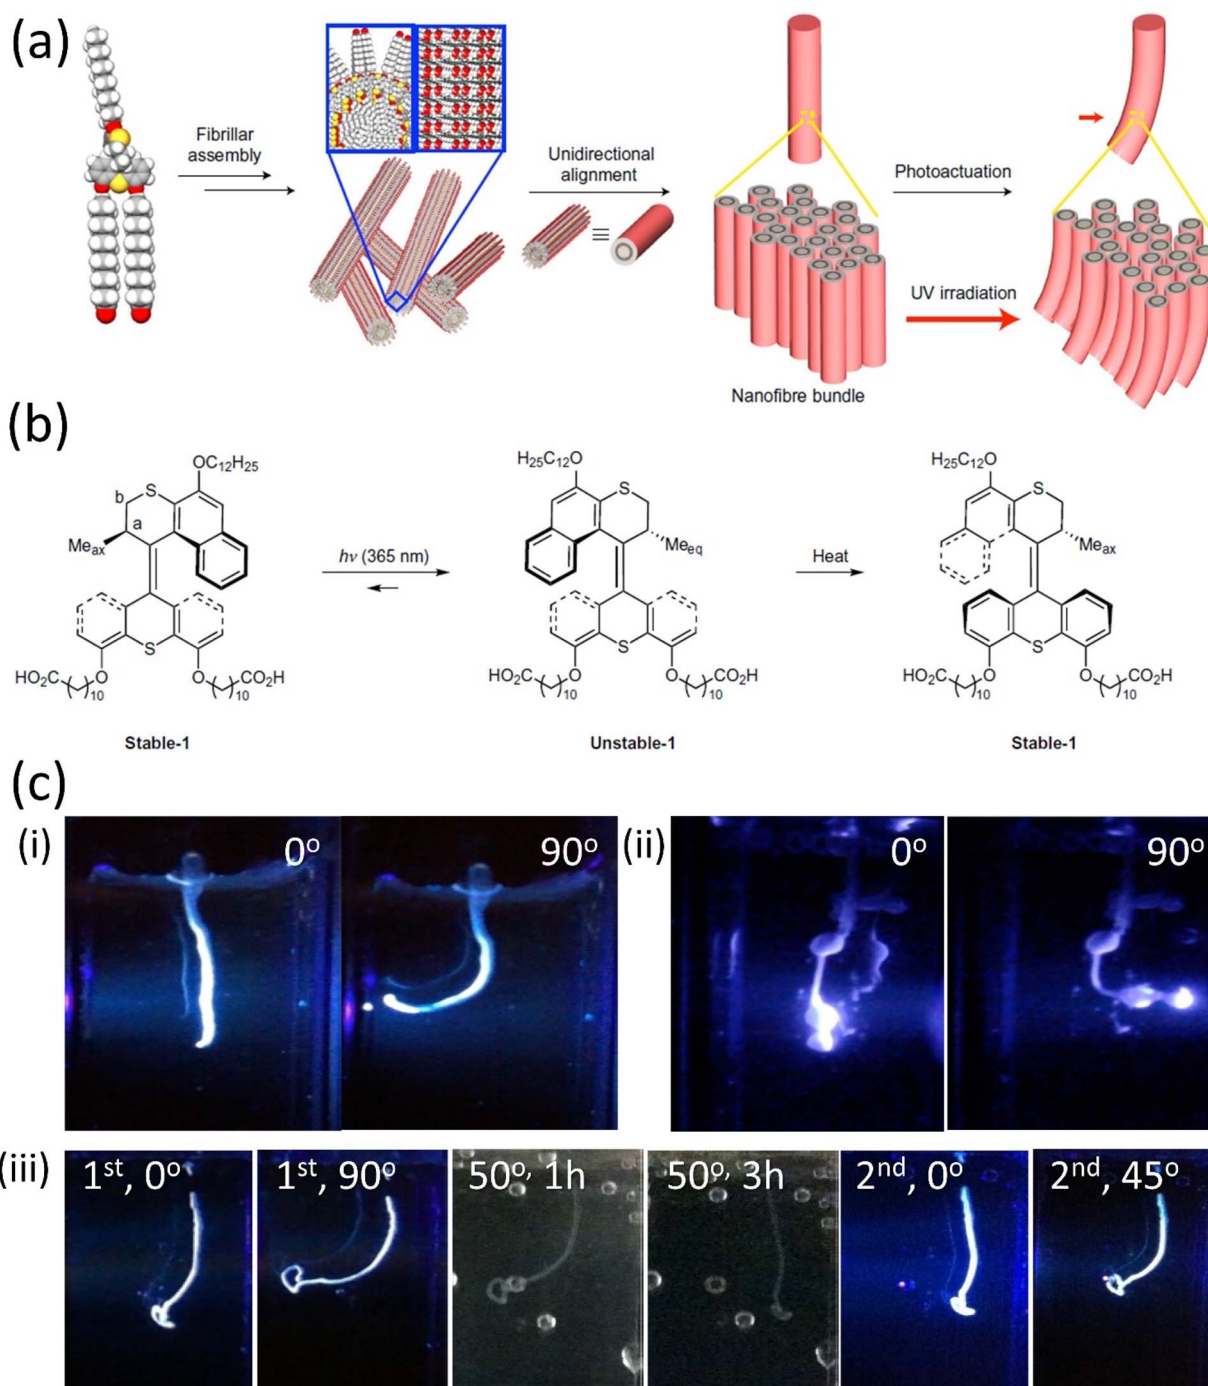 (a)
Fibrillar
assembly
Unidirectional
alignment
≡
Photoactuation
UV irradiation
Nanofibre bundle
(b)
OC12H25
S
b
a
Meax
S
HO2C
10
O
O
10
CO2H
Stable-1
hν (365 nm)
H25C12O
S
Meeq
S
HO2C
10
O
O
10
CO2H
Unstable-1
Heat
H25C12O
S
Meax
S
HO2C
10
O
O
10
CO2H
Stable-1
(c)
(i)
0°
90°
(ii)
0°
90°
(iii)
1st, 0°
1st, 90°
50°, 1h
50°, 3h
2nd, 0°
2nd, 45°